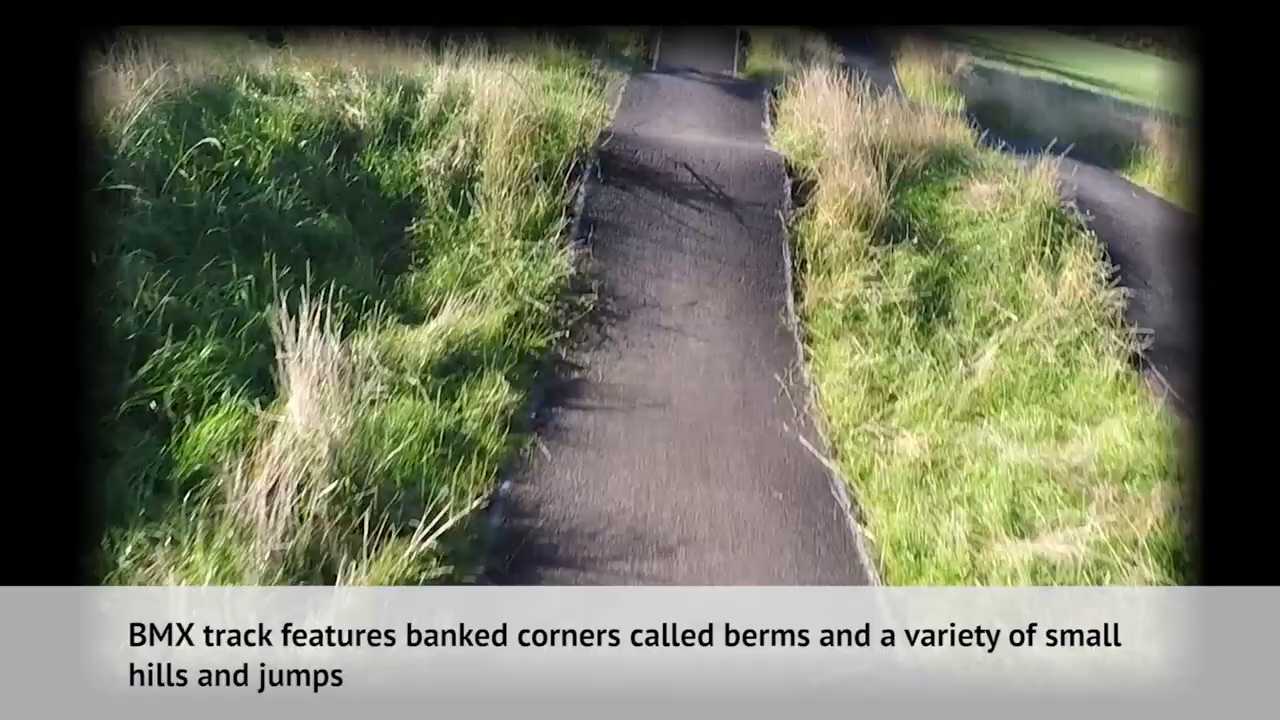 BMX track features banked corners called berms and a variety of small
hills and jumps